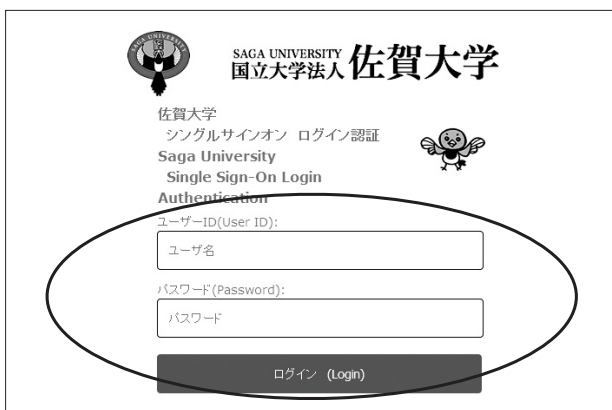 SAGA UNIVERSITY
SAGA UNIVERSITY
国立大学法人 佐賀大学
佐賀大学
シングルサインオン ログイン認証
Saga University
Single Sign-On Login
Authentication
ユーザーID(User ID):
ユーザ名
パスワード(Password):
パスワード
ログイン (Login)